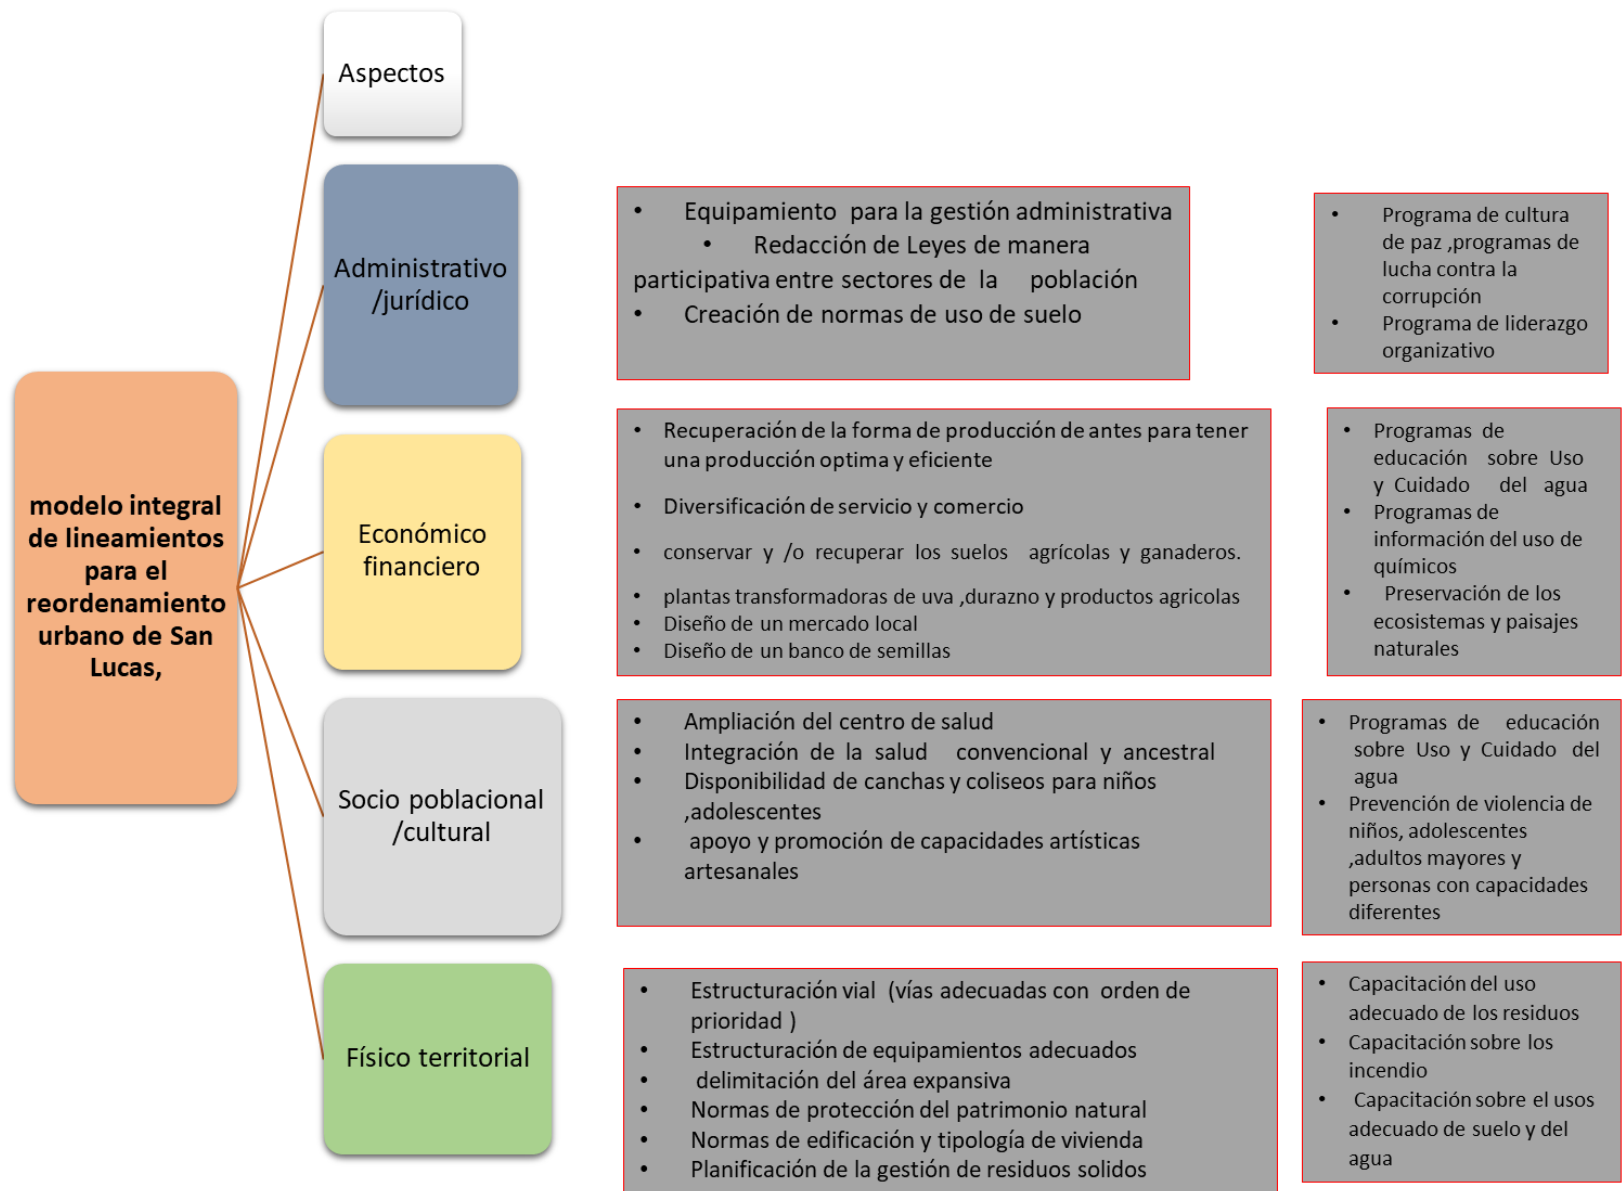 Aspectos
modelo integral
de lineamientos
para el
reordenamiento
urbano de San
Lucas,
Administrativo
/jurídico
• Equipamiento para la gestión administrativa
• Redacción de Leyes de manera
participativa entre sectores de la población
• Creación de normas de uso de suelo
• Programa de cultura
de paz ,programas de
lucha contra la
corrupción
• Programa de liderazgo
organizativo
Económico
financiero
• Recuperación de la forma de producción de antes para tener
una producción optima y eficiente
• Diversificación de servicio y comercio
• conservar y /o recuperar los suelos agrícolas y ganaderos.
• plantas transformadoras de uva ,durazno y productos agricolas
• Diseño de un mercado local
• Diseño de un banco de semillas
• Programas de
educación sobre Uso
y Cuidado del agua
• Programas de
información del uso de
químicos
• Preservación de los
ecosistemas y paisajes
naturales
Socio poblacional
/cultural
• Ampliación del centro de salud
• Integración de la salud convencional y ancestral
• Disponibilidad de canchas y coliseos para niños
,adolescentes
• apoyo y promoción de capacidades artísticas
artesanales
• Programas de educación
sobre Uso y Cuidado del
agua
• Prevención de violencia de
niños, adolescentes
,adultos mayores y
personas con capacidades
diferentes
Físico territorial
• Estructuración vial (vías adecuadas con orden de
prioridad )
• Estructuración de equipamientos adecuados
• delimitación del área expansiva
• Normas de protección del patrimonio natural
• Normas de edificación y tipología de vivienda
• Planificación de la gestión de residuos solidos
• Capacitación del uso
adecuado de los residuos
• Capacitación sobre los
incendio
• Capacitación sobre el usos
adecuado de suelo y del
agua